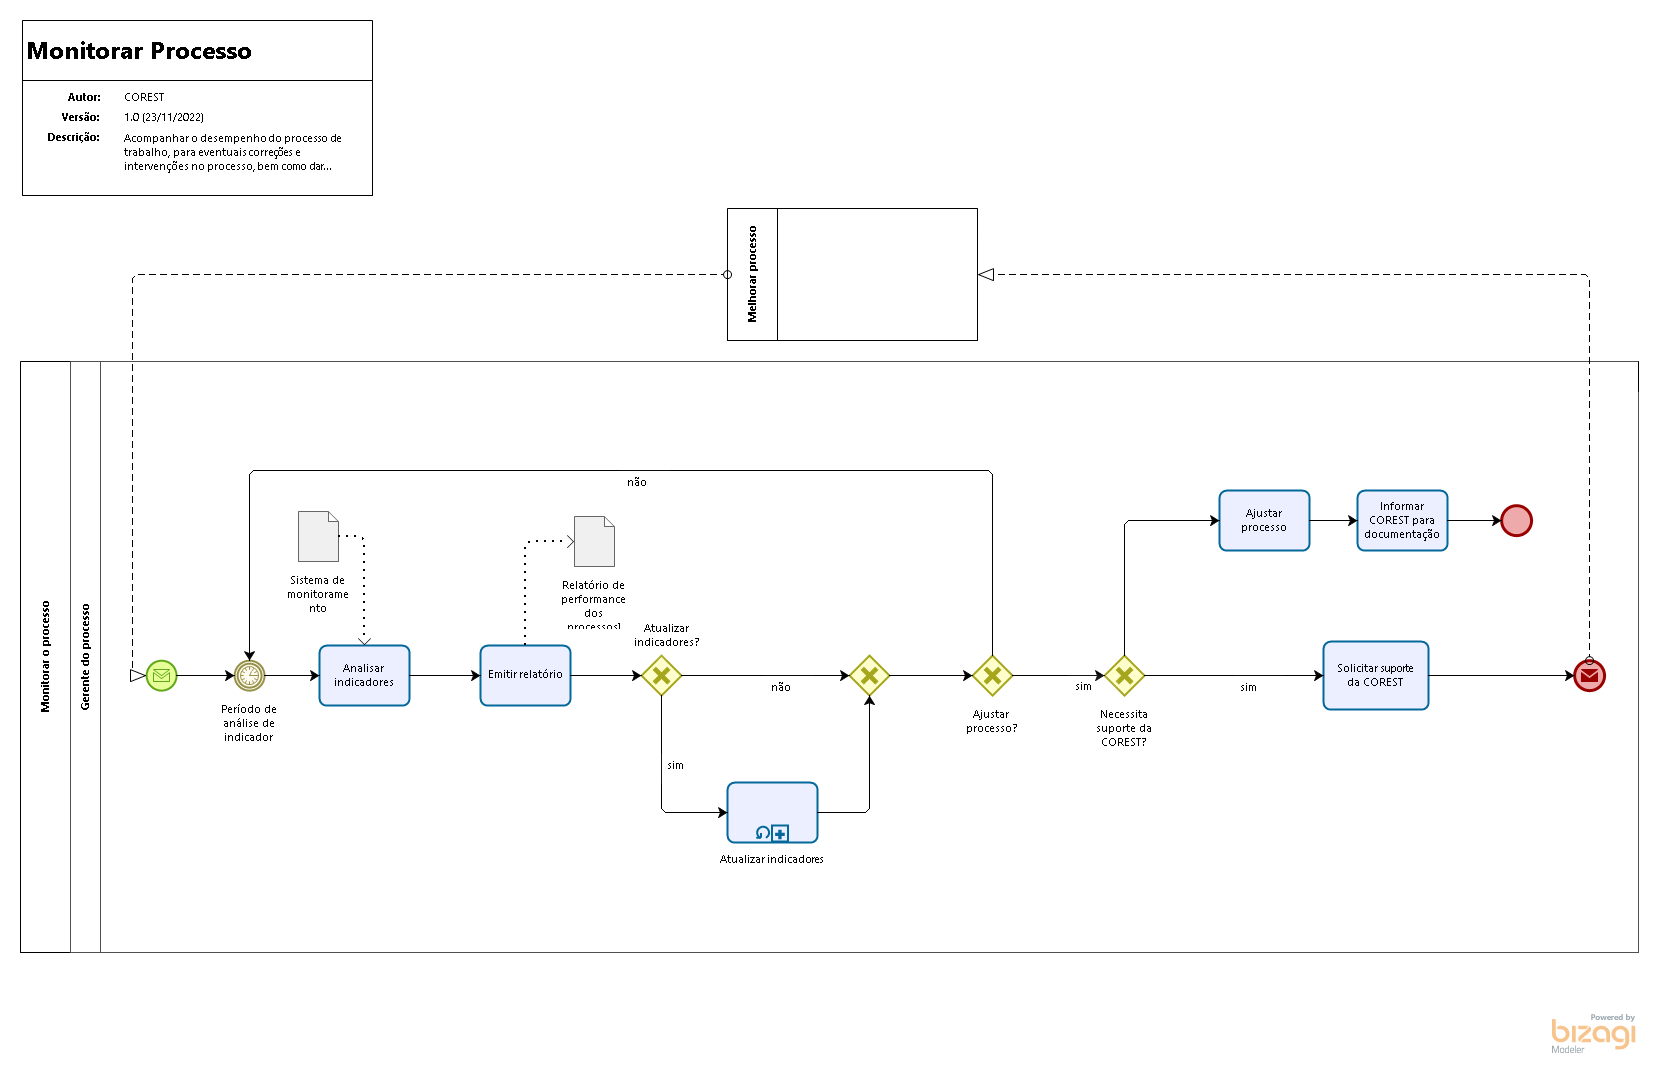 Monitorar Processo
Autor: COREST
Versão: 1.0 (23/11/2022)
Descrição: Acompanhar o desempenho do processo de
trabalho, para eventuais correções e
intervenções no processo, bem como dar...
Melhorar processo
Monitorar o processo
Gerente do processo
não
Sistema de
monitorame
nto
Relatório de
performance
dos
processos]
Atualizar
indicadores?
Período de
análise de
indicador
Analisar
indicadores
Emitir relatório
não
sim
Atualizar indicadores
Ajustar
processo?
sim
Necessita
suporte da
COREST?
sim
Ajustar
processo
Informar
COREST para
documentação
Solicitar suporte
da COREST
Powered by
bizagi
Modeler